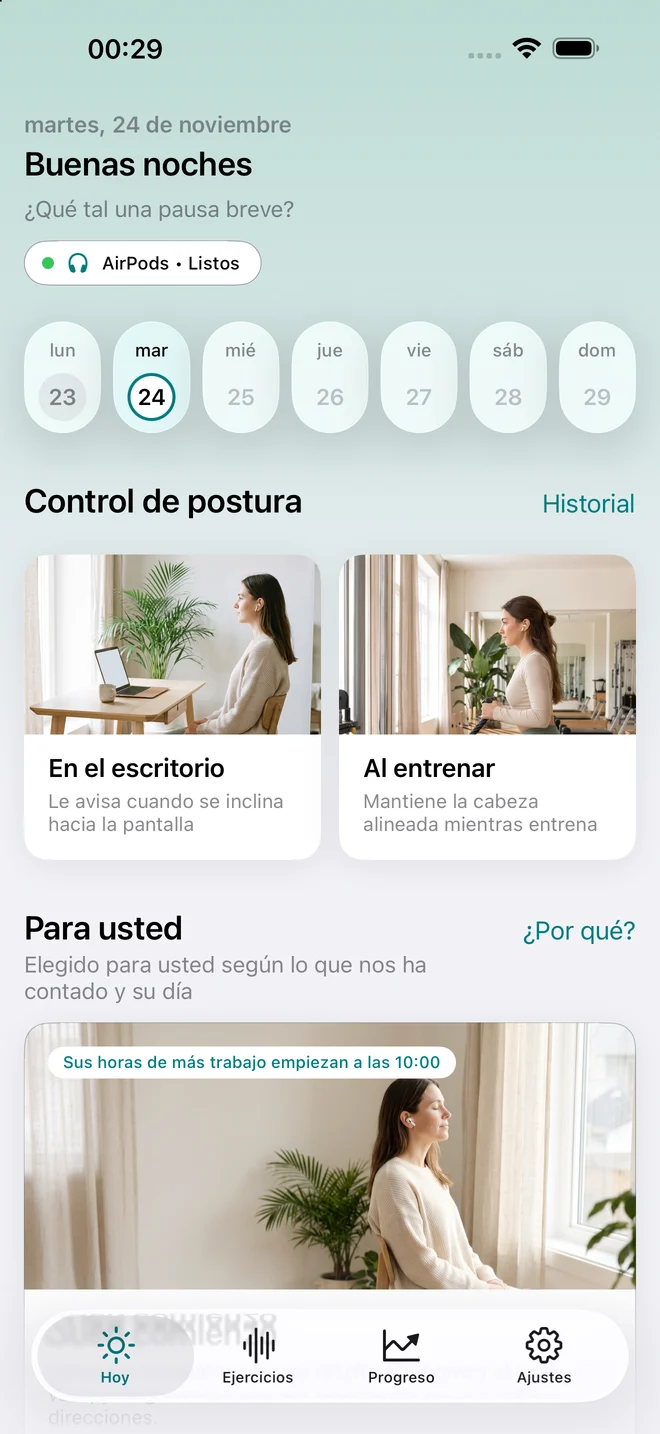 00:29
martes, 24 de noviembre
Buenas noches
¿Qué tal una pausa breve?
AirPods • Listos
lun mar mié jue vie sáb dom
23 24 25 26 27 28 29
Control de postura Historial
En el escritorio
Le avisa cuando se inclina
hacia la pantalla
Al entrenar
Mantiene la cabeza
alineada mientras entrena
Para usted ¿Por qué?
Elegido para usted según lo que nos ha
contado y su día
Sus horas de más trabajo empiezan a las 10:00
Hoy Ejercicios Progreso Ajustes
direcciones.